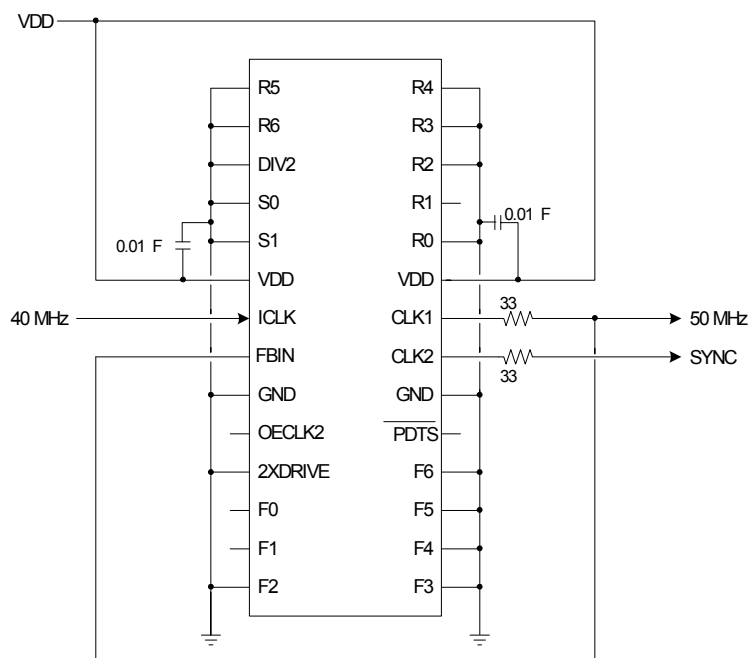 VDD
R5 R4
R6 R3
DIV2 R2
S0 R1
0.01 F S1 R0 0.01 F
VDD VDD
40 MHz ICLK CLK1 33 50 MHz
FBIN CLK2 33 SYNC
GND GND
OECLK2 PDTS
2XDRIVE F6
F0 F5
F1 F4
F2 F3